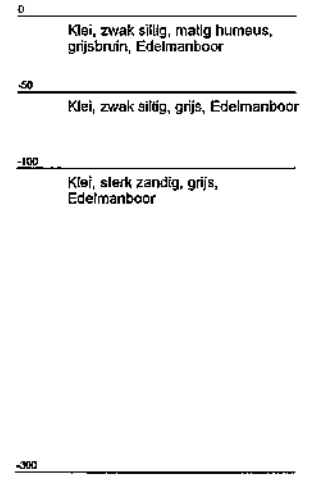 0
Klei, zwak siltig, matig humeus,
grijsbruin, Edelmanboor
-50
Klei, zwak siltig, grijs, Edelmanboor
-100
Klei, sterk zandig, grijs,
Edelmanboor
-300